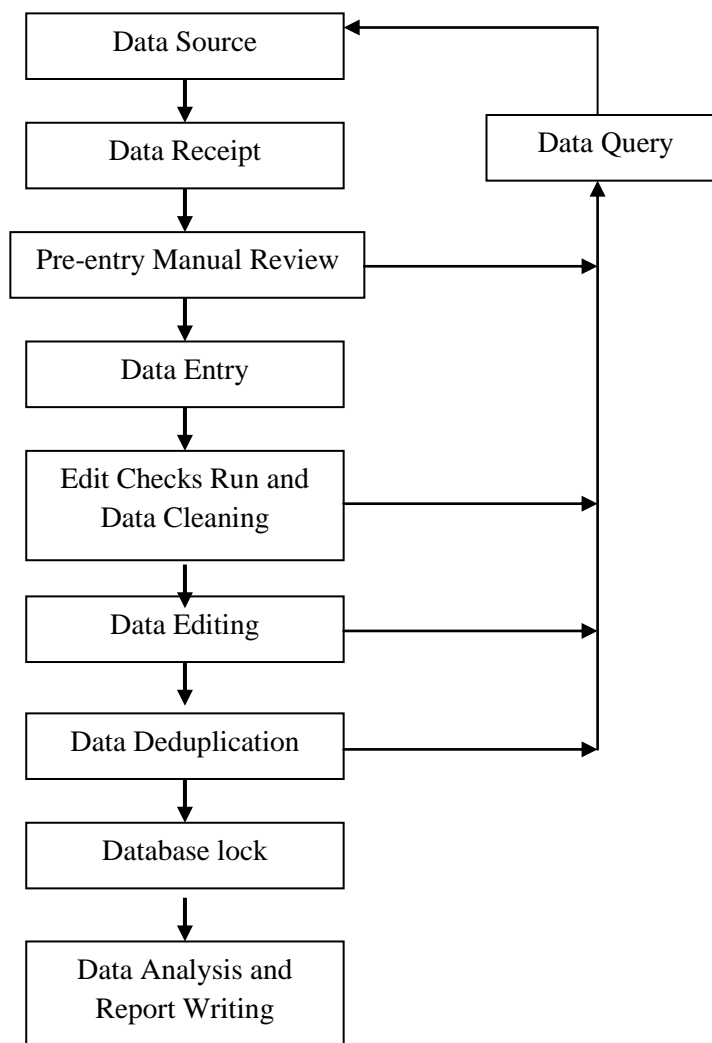 Data Source
Data Receipt
Data Query
Pre-entry Manual Review
Data Entry
Edit Checks Run and
Data Cleaning
Data Editing
Data Deduplication
Database lock
Data Analysis and
Report Writing